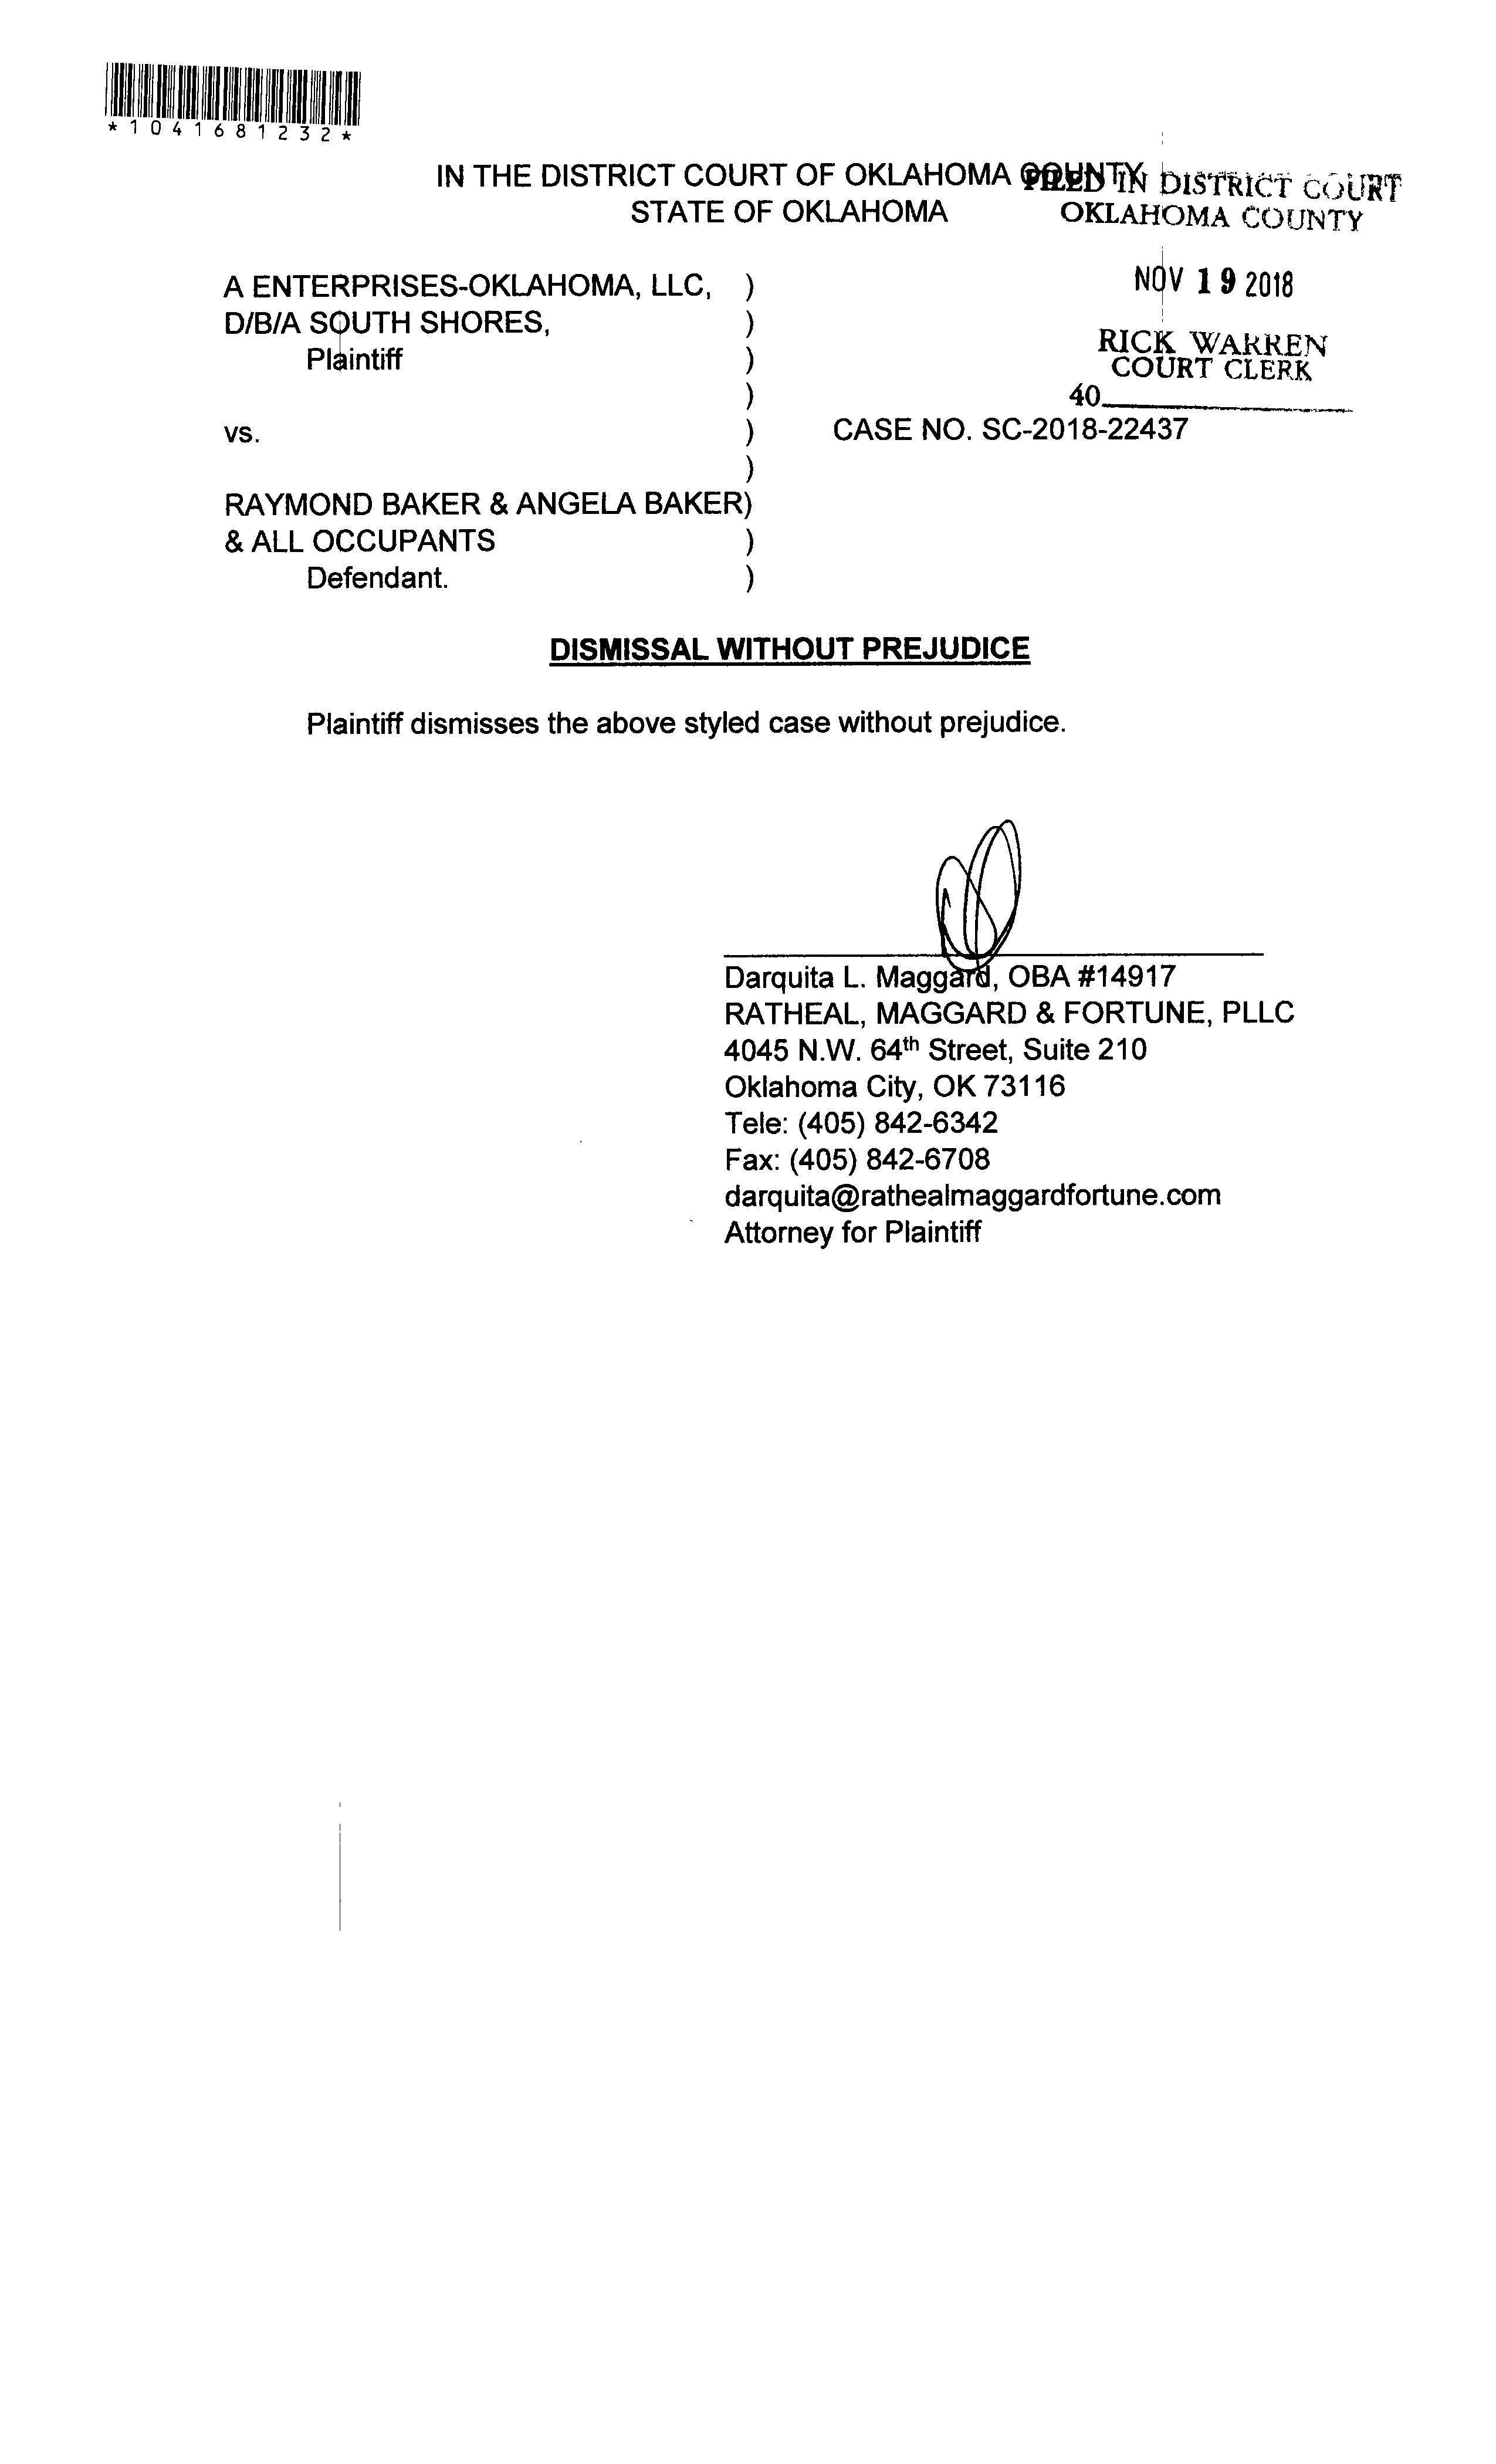 *1041681232*
IN THE DISTRICT COURT OF OKLAHOMA COUNTY
STATE OF OKLAHOMA
FILED IN DISTRICT COURT
OKLAHOMA COUNTY
NOV 19 2018
RICK WARREN
COURT CLERK
40
A ENTERPRISES-OKLAHOMA, LLC, )
D/B/A SOUTH SHORES, )
Plaintiff )
)
vs. ) CASE NO. SC-2018-22437
)
RAYMOND BAKER & ANGELA BAKER)
& ALL OCCUPANTS )
Defendant. )
DISMISSAL WITHOUT PREJUDICE
Plaintiff dismisses the above styled case without prejudice.
Darquita L. Maggard, OBA #14917
RATHEAL, MAGGARD & FORTUNE, PLLC
4045 N.W. 64th Street, Suite 210
Oklahoma City, OK 73116
Tele: (405) 842-6342
Fax: (405) 842-6708
darquita@rathealmaggardfortune.com
Attorney for Plaintiff